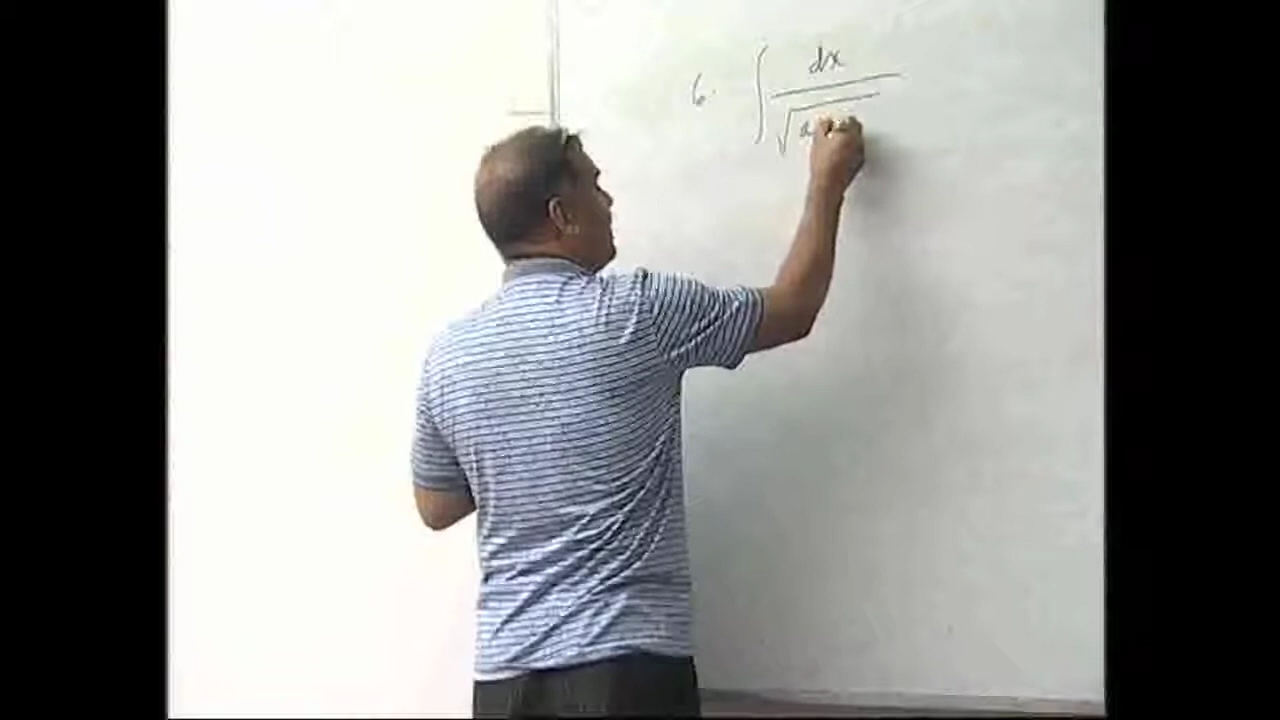 6. ∫ dx
√a